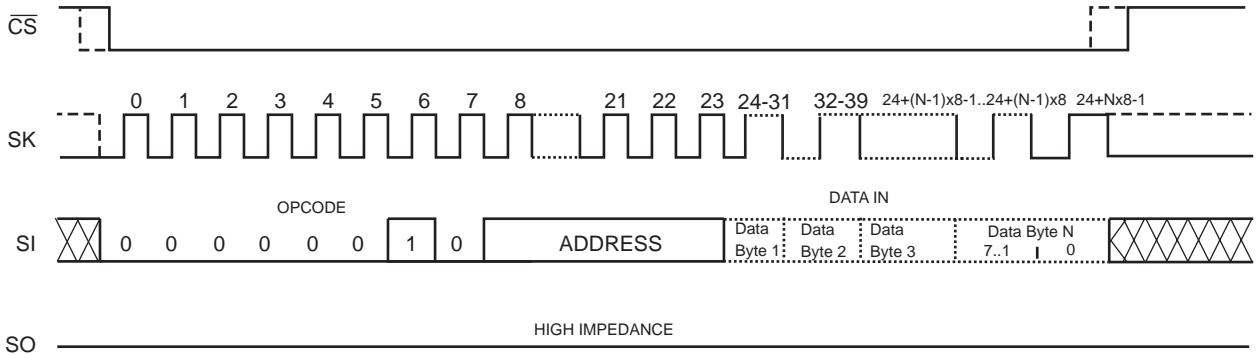 CS
0 1 2 3 4 5 6 7 8 21 22 23 24-31 32-39 24+(N-1)x8-1..24+(N-1)x8 24+Nx8-1
SK
OPCODE DATA IN
SI 0 0 0 0 0 0 1 0 ADDRESS Data Byte 1 Data Byte 2 Data Byte 3 Data Byte N
7..1 0
HIGH IMPEDANCE
SO